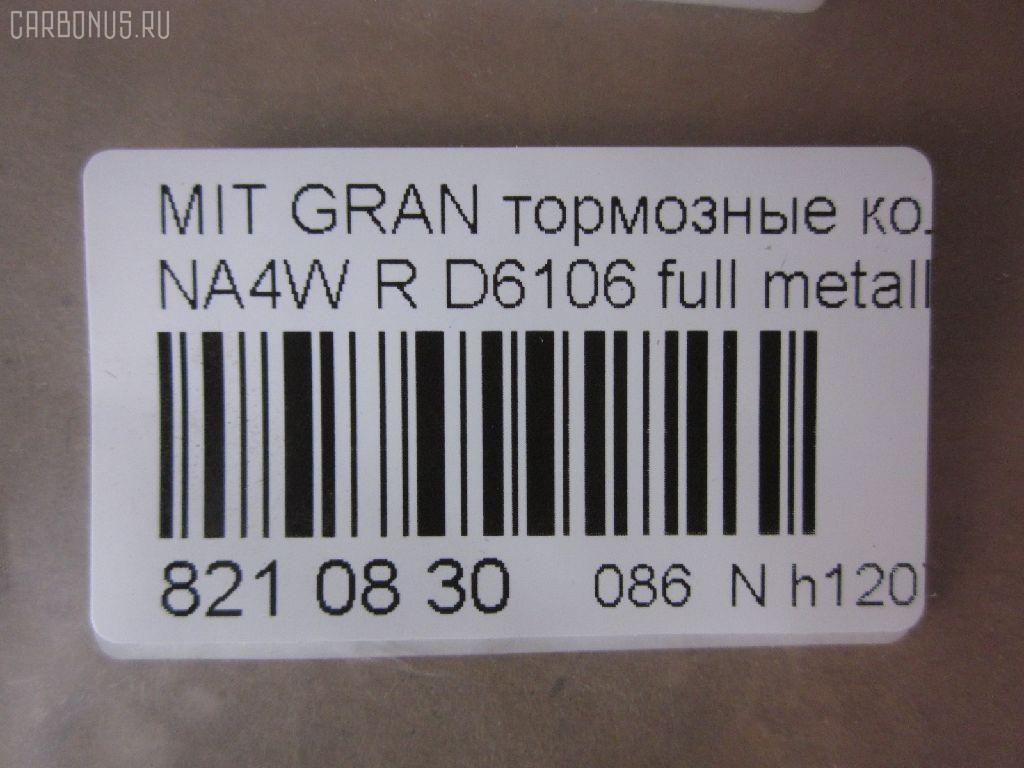 CARBONUS.RU
MIT GRAN тормозные ко
NA4W R D6106 full metall
821 08 30 086 N h120